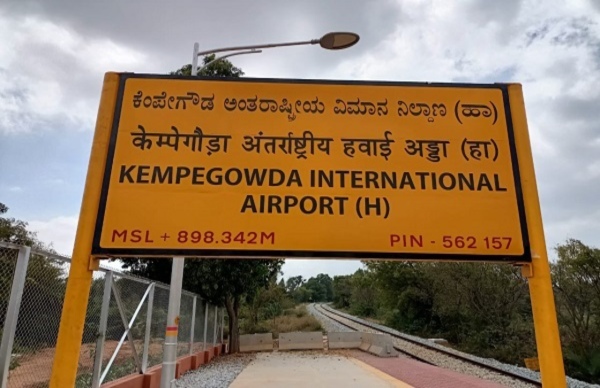 ಕೆಂಪೇಗೌಡ ಅಂತರಾಷ್ಟ್ರೀಯ ವಿಮಾನ ನಿಲ್ದಾಣ (ಹಾ)
केम्पेगौड़ा अंतर्राष्ट्रीय हवाई अड्डा (हा)
KEMPEGOWDA INTERNATIONAL
AIRPORT (H)
MSL + 898.342M PIN - 562 157